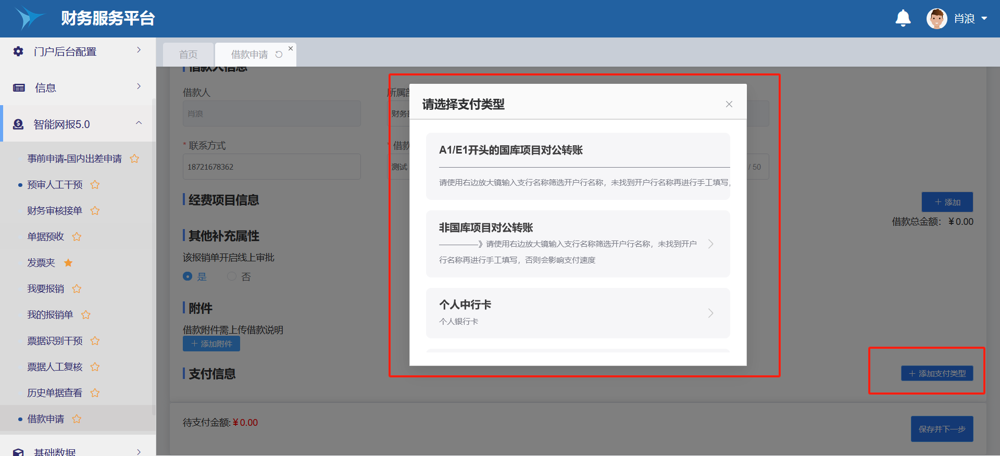 财务服务平台
肖浪
门户后台配置
信息
智能网报5.0
事前申请-国内出差申请
预审人工干预
财务审核接单
单据预收
发票夹
我要报销
我的报销单
票据识别干预
票据人工复核
历史单据查看
借款申请
基础数据
首页
借款申请
借款人信息
借款人
所属部
肖浪
财务部
* 联系方式
* 借款
18721678362
测试
/ 50
经费项目信息
添加
借款总金额：￥0.00
其他补充属性
该报销单开启线上审批
是
否
附件
借款附件需上传借款说明
添加附件
支付信息
添加支付类型
待支付金额:￥0.00
保存并下一步
请选择支付类型
A1/E1开头的国库项目对公转账
请使用右边放大镜输入支行名称筛选开户行名称，未找到开户行名称再进行手工填写，
非国库项目对公转账
—————》请使用右边放大镜输入支行名称筛选开户行名称，未找到开户
行名称再进行手工填写，否则会影响支付速度
个人中行卡
个人银行卡